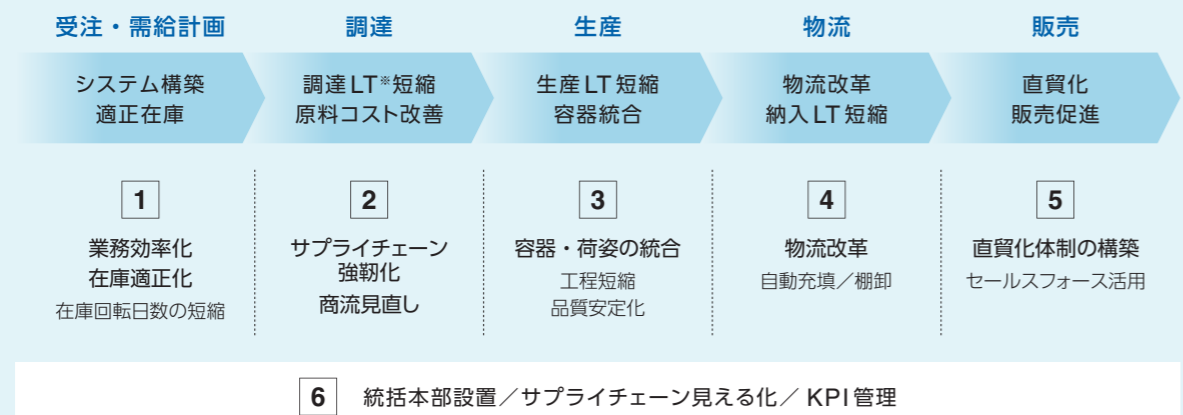 受注・需給計画
調達
生産
物流
販売
システム構築
適正在庫
調達LT※短縮
原料コスト改善
生産LT短縮
容器統合
物流改革
納入LT短縮
直貿化
販売促進
1
業務効率化
在庫適正化
在庫回転日数の短縮
2
サプライチェーン
強靭化
商流見直し
3
容器・荷姿の統合
工程短縮
品質安定化
4
物流改革
自動充填／棚卸
5
直貿化体制の構築
セールスフォース活用
6 統括本部設置／サプライチェーン見える化／KPI管理